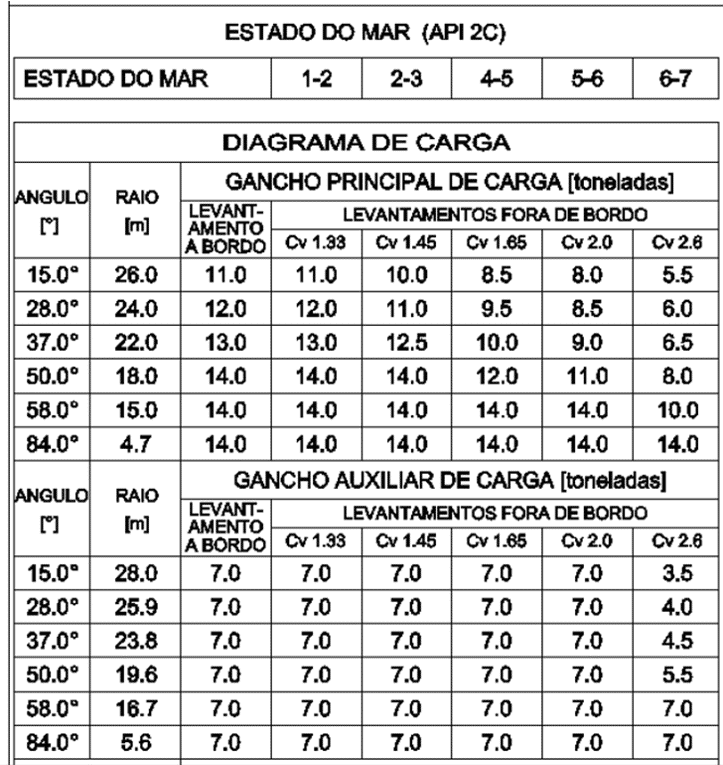 ESTADO DO MAR (API 2C)
ESTADO DO MAR 1-2 2-3 4-5 5-6 6-7
DIAGRAMA DE CARGA
ANGULO [°] RAIO [m] GANCHO PRINCIPAL DE CARGA [toneladas]
LEVANT-AMENTO A BORDO LEVANTAMENTOS FORA DE BORDO
Cv 1.33 Cv 1.45 Cv 1.65 Cv 2.0 Cv 2.6
15.0° 26.0 11.0 11.0 10.0 8.5 8.0 5.5
28.0° 24.0 12.0 12.0 11.0 9.5 8.5 6.0
37.0° 22.0 13.0 13.0 12.5 10.0 9.0 6.5
50.0° 18.0 14.0 14.0 14.0 12.0 11.0 8.0
58.0° 15.0 14.0 14.0 14.0 14.0 14.0 10.0
84.0° 4.7 14.0 14.0 14.0 14.0 14.0 14.0
ANGULO [°] RAIO [m] GANCHO AUXILIAR DE CARGA [toneladas]
LEVANT-AMENTO A BORDO LEVANTAMENTOS FORA DE BORDO
Cv 1.33 Cv 1.45 Cv 1.65 Cv 2.0 Cv 2.6
15.0° 28.0 7.0 7.0 7.0 7.0 7.0 3.5
28.0° 25.9 7.0 7.0 7.0 7.0 7.0 4.0
37.0° 23.8 7.0 7.0 7.0 7.0 7.0 4.5
50.0° 19.6 7.0 7.0 7.0 7.0 7.0 5.5
58.0° 16.7 7.0 7.0 7.0 7.0 7.0 7.0
84.0° 5.6 7.0 7.0 7.0 7.0 7.0 7.0